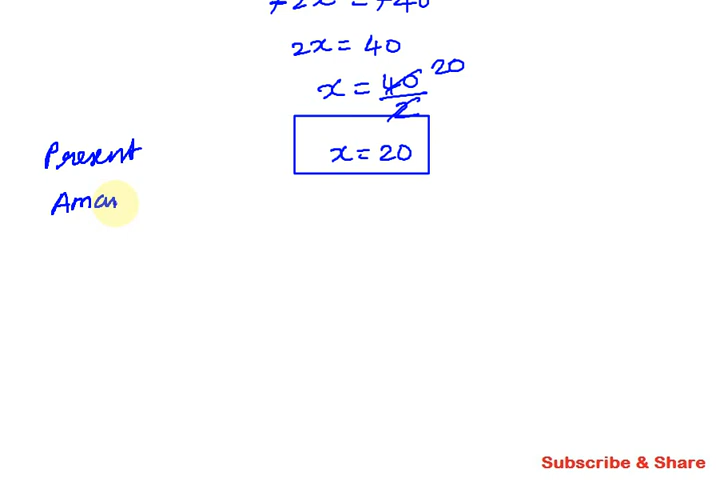 2x = 40
x = 40/2 20
x = 20
Present
Aman
Subscribe & Share